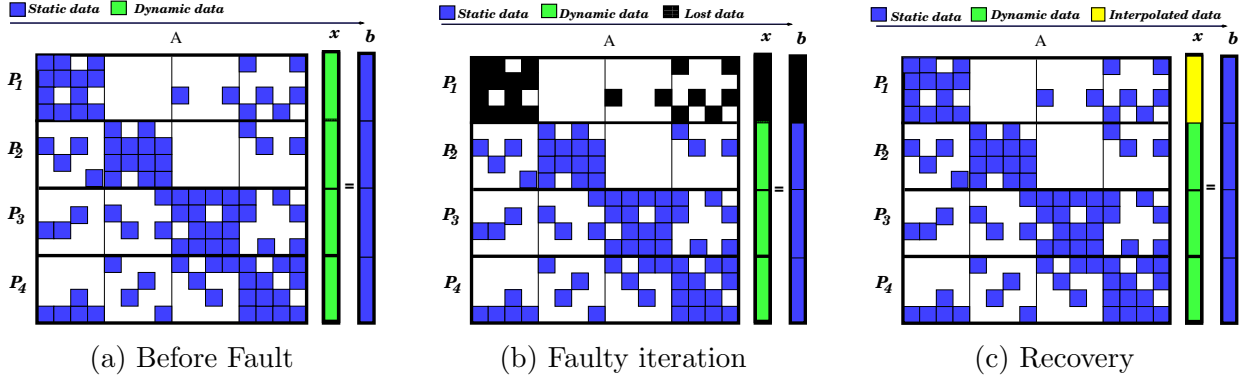 Static data Dynamic data
A x b
P1
P2
P3
P4
=
(a) Before Fault
Static data Dynamic data Lost data
A x b
P1
P2
P3
P4
=
(b) Faulty iteration
Static data Dynamic data Interpolated data
A x b
P1
P2
P3
P4
=
(c) Recovery